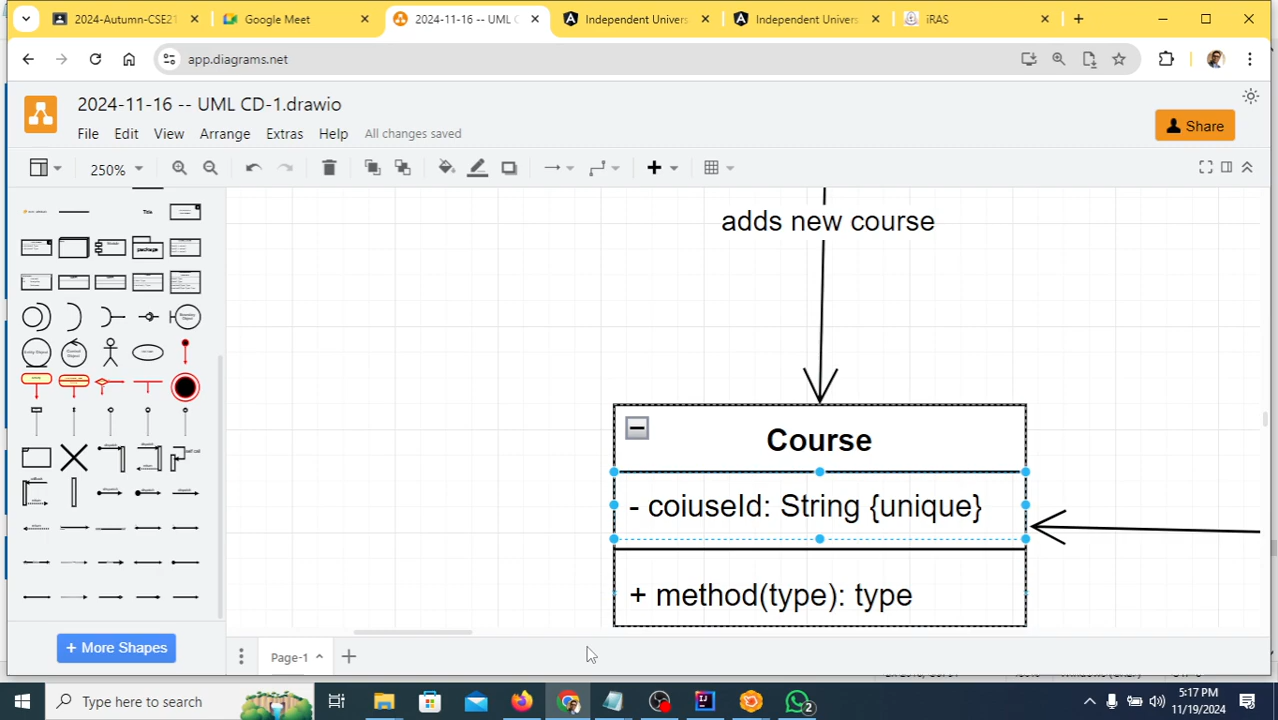 2024-Autumn-CSE21
Google Meet
2024-11-16 -- UML C
Independent Univers
Independent Univers
iRAS
app.diagrams.net
2024-11-16 -- UML CD-1.drawio
File Edit View Arrange Extras Help All changes saved
Share
250%
Title
package
adds new course
Course
- coiuseId: String {unique}
+ method(type): type
+ More Shapes
Page-1
Type here to search
2
5:17 PM
11/19/2024